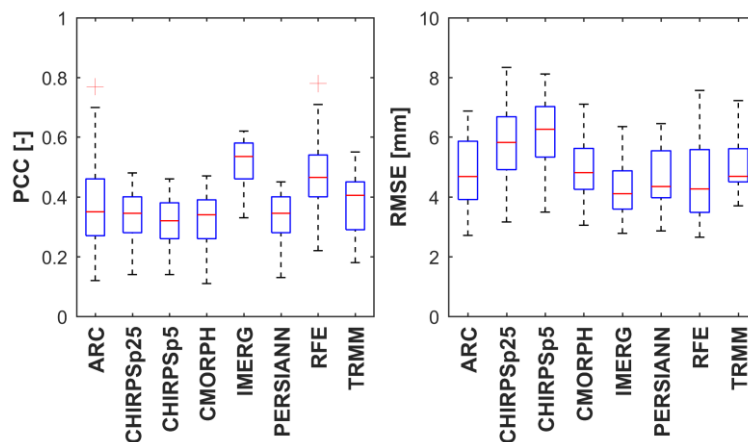 PCC [-]
1
0.8
0.6
0.4
0.2
0
ARC
CHIRPSp25
CHIRPSp5
CMORPH
IMERG
PERSIANN
RFE
TRMM
RMSE [mm]
10
8
6
4
2
0
ARC
CHIRPSp25
CHIRPSp5
CMORPH
IMERG
PERSIANN
RFE
TRMM